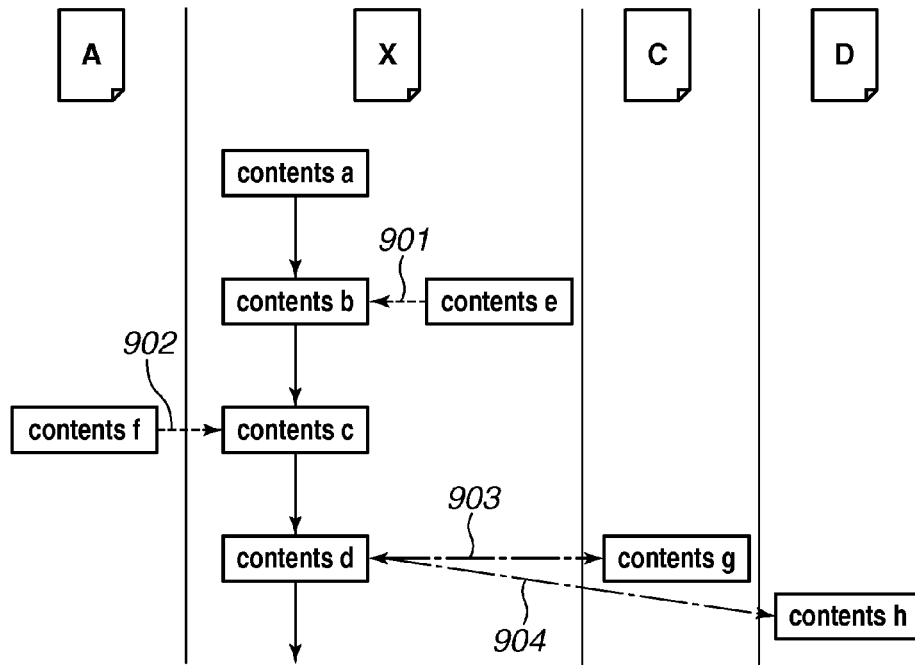 A
X
C
D
contents a
901
contents b
contents e
902
contents f
contents c
903
contents d
contents g
904
contents h